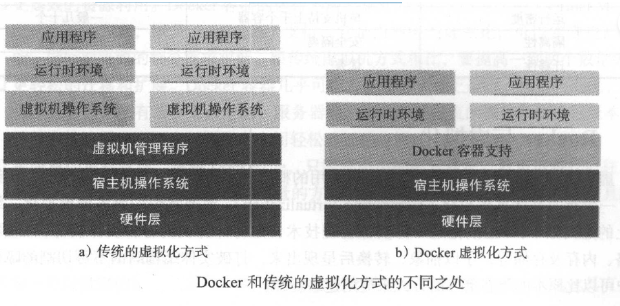 应用程序 应用程序
运行时环境 运行时环境
虚拟机操作系统 虚拟机操作系统
虚拟机管理程序
宿主机操作系统
硬件层
a）传统的虚拟化方式
应用程序 应用程序
运行时环境 运行时环境
Docker 容器支持
宿主机操作系统
硬件层
b）Docker 虚拟化方式
Docker 和传统的虚拟化方式的不同之处